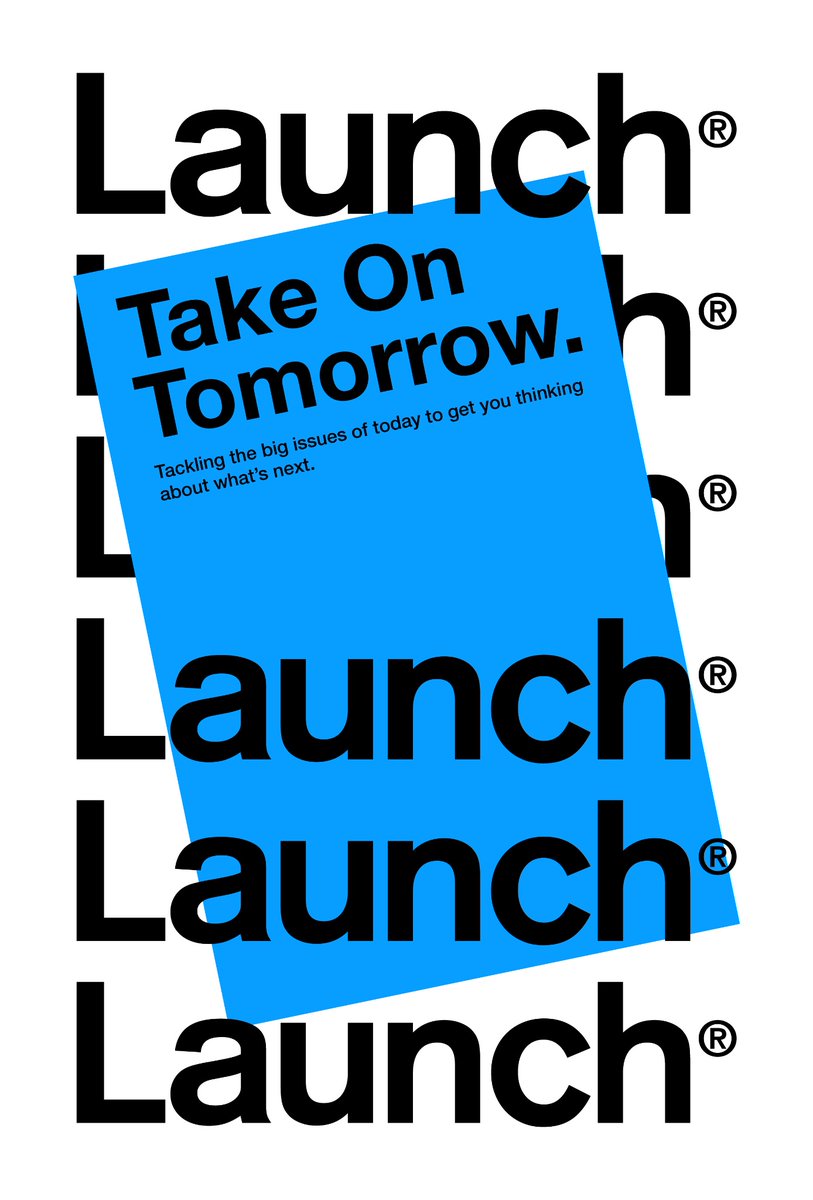 Launch®
h®
Take On
Tomorrow.
Tackling the big issues of today to get you thinking
about what's next.
L ®
Launch®
Launch®
Launch®